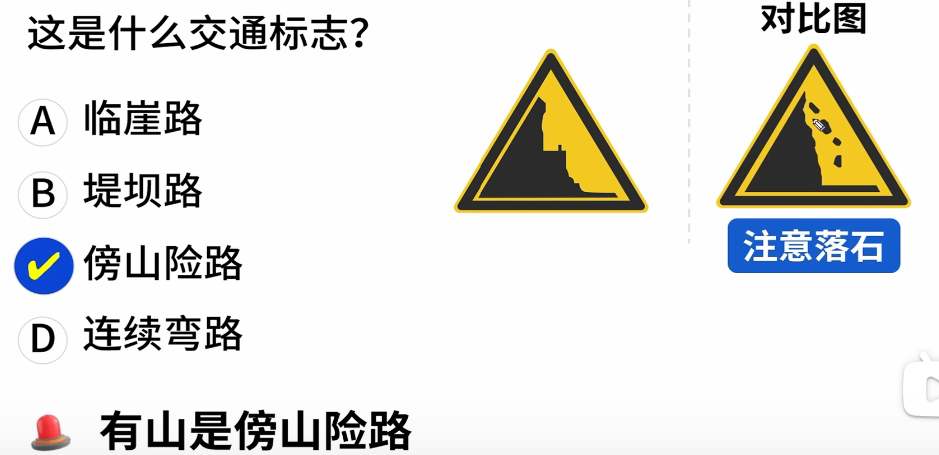 这是什么交通标志？
A 临崖路
B 堤坝路
傍山险路
D 连续弯路
有山是傍山险路
对比图
注意落石